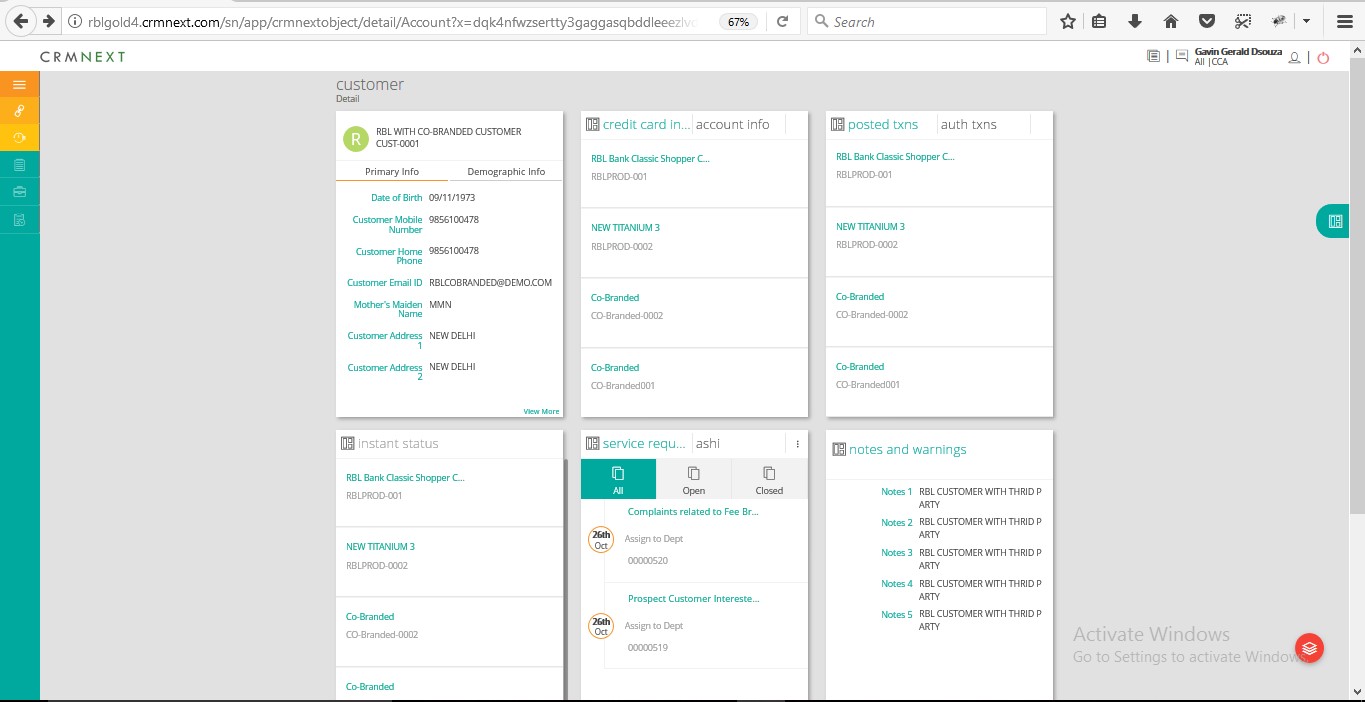 rblgold4.crmnext.com/sn/app/crmnextobject/detail/Account?x=dqk4nfwzsertty3gaggasqbddleeezlvd
67%
Search
CRMNEXT
Gavin Gerald Dsouza
All |CCA
customer
Detail
R
RBL WITH CO-BRANDED CUSTOMER
CUST-0001
Primary Info
Demographic Info
Date of Birth 09/11/1973
Customer Mobile 9856100478
Number
Customer Home 9856100478
Phone
Customer Email ID RBLCOBRANDED@DEMO.COM
Mother's Maiden MMN
Name
Customer Address NEW DELHI
1
Customer Address NEW DELHI
2
View More
credit card in... account info
RBL Bank Classic Shopper C...
RBLPROD-001
NEW TITANIUM 3
RBLPROD-0002
Co-Branded
CO-Branded-0002
Co-Branded
CO-Branded001
posted txns auth txns
RBL Bank Classic Shopper C...
RBLPROD-001
NEW TITANIUM 3
RBLPROD-0002
Co-Branded
CO-Branded-0002
Co-Branded
CO-Branded001
instant status
RBL Bank Classic Shopper C...
RBLPROD-001
NEW TITANIUM 3
RBLPROD-0002
Co-Branded
CO-Branded-0002
Co-Branded
service requ... ashi
All Open Closed
Complaints related to Fee Br...
26th
Oct
Assign to Dept
00000520
Prospect Customer Intereste...
26th
Oct
Assign to Dept
00000519
notes and warnings
Notes 1 RBL CUSTOMER WITH THRID P
ARTY
Notes 2 RBL CUSTOMER WITH THRID P
ARTY
Notes 3 RBL CUSTOMER WITH THRID P
ARTY
Notes 4 RBL CUSTOMER WITH THRID P
ARTY
Notes 5 RBL CUSTOMER WITH THRID P
ARTY
Activate Windows
Go to Settings to activate Windows.